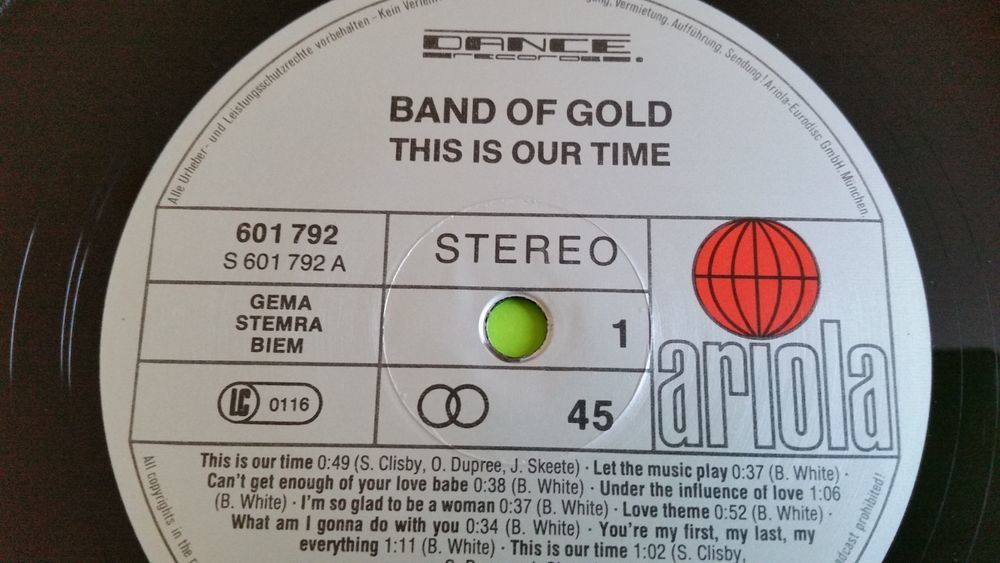 Alle Urheber- und Leistungsschutzrechte vorbehalten - Kein
Vermietung, Aufführung, Sendung! Ariola-Eurodisc GmbH, München.
DANCE
records.
BAND OF GOLD
THIS IS OUR TIME
601 792
S 601 792 A
STEREO
GEMA
STEMRA
BIEM
1
LC 0116
45
ariola
This is our time 0:49 (S. Clisby, O. Dupree, J. Skeete) · Let the music play 0:37 (B. White) ·
Can't get enough of your love babe 0:38 (B. White) · Under the influence of love 1:06
(B. White) · I'm so glad to be a woman 0:37 (B. White) · Love theme 0:52 (B. White) ·
What am I gonna do with you 0:34 (B. White) · You're my first, my last, my
everything 1:11 (B. White) · This is our time 1:02 (S. Clisby,
All copyrights in the
prohibited!